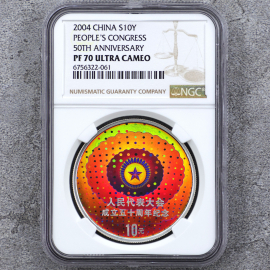 2004 CHINA S10Y
PEOPLE'S CONGRESS
50TH ANNIVERSARY
PF 70 ULTRA CAMEO
6756322-061
NGC
NUMISMATIC GUARANTY COMPANY
人民代表大会
成立五十周年纪念
10元